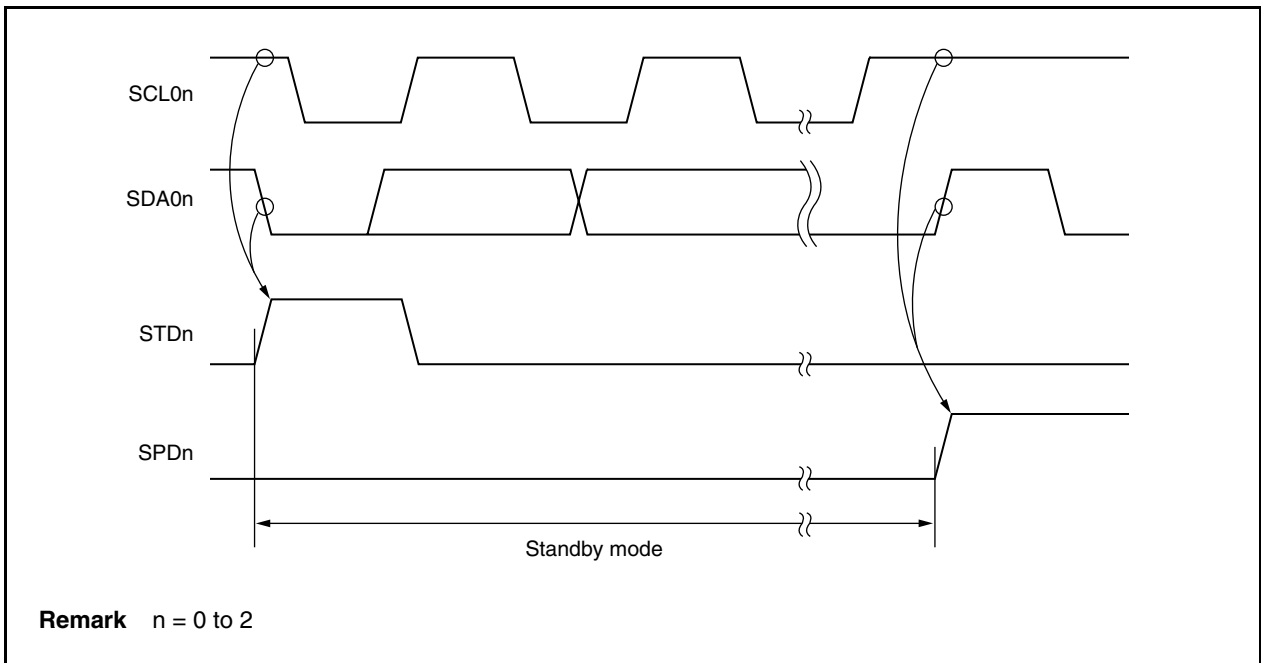 SCL0n
SDA0n
STDn
SPDn
Standby mode
Remark n = 0 to 2